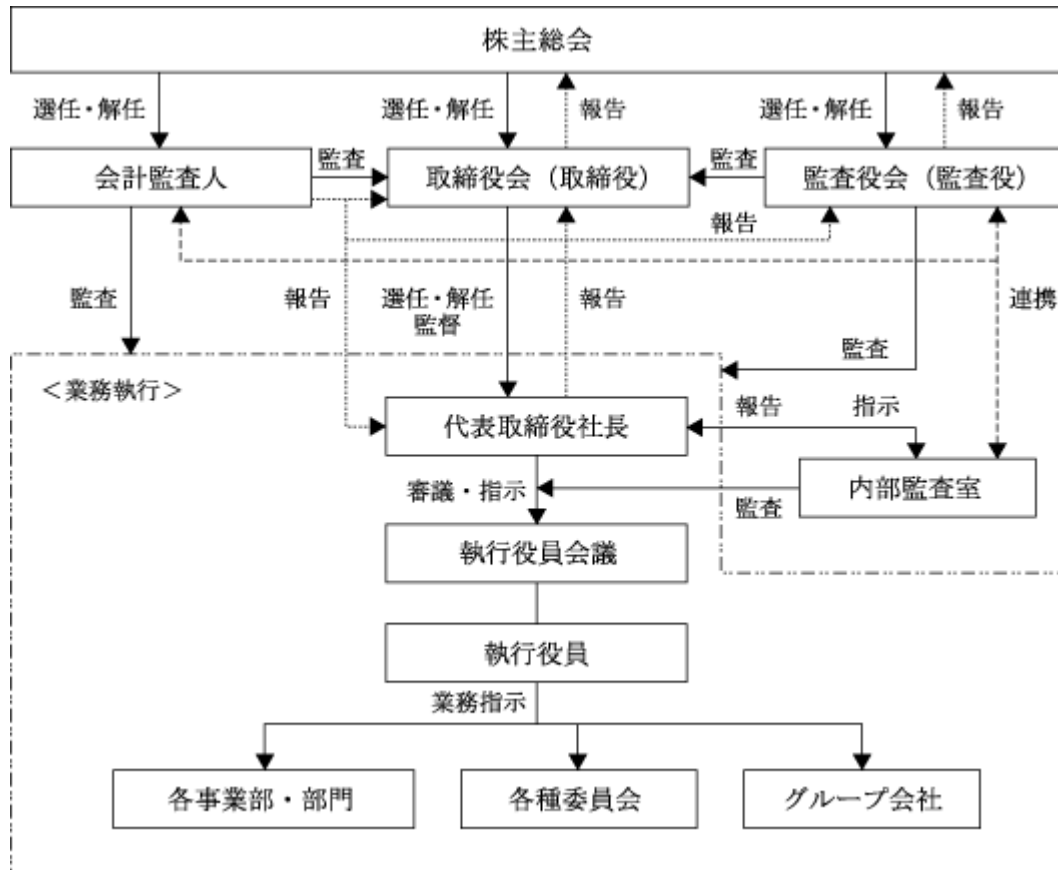 株主総会
選任・解任
選任・解任
報告
選任・解任
報告
会計監査人
監査
取締役会（取締役）
監査
監査役会（監査役）
報告
監査
報告
選任・解任
監督
報告
連携
監査
＜業務執行＞
代表取締役社長
報告
指示
内部監査室
審議・指示
監査
執行役員会議
執行役員
業務指示
各事業部・部門
各種委員会
グループ会社